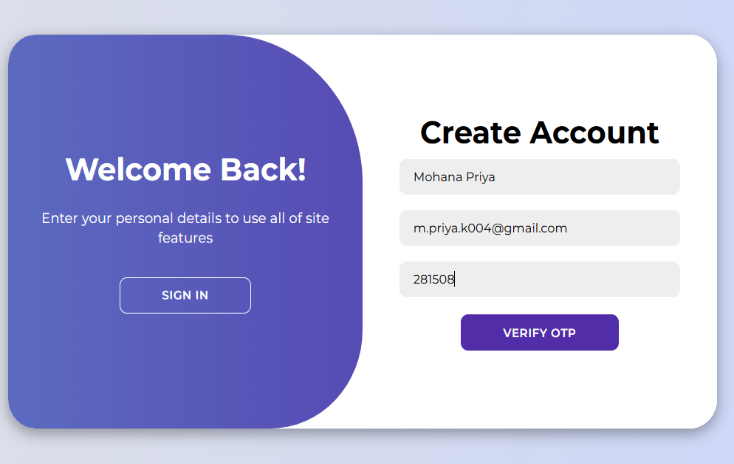 Welcome Back!
Enter your personal details to use all of site
features
SIGN IN
Create Account
Mohana Priya
m.priya.k004@gmail.com
281508
VERIFY OTP